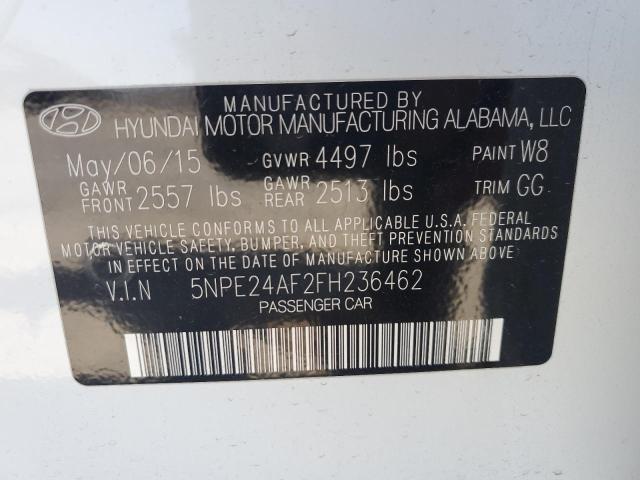 MANUFACTURED BY
HYUNDAI MOTOR MANUFACTURING ALABAMA, LLC
May/06/15 GVWR 4497 lbs PAINT W8
GAWR FRONT 2557 lbs GAWR REAR 2513 lbs TRIM GG
THIS VEHICLE CONFORMS TO ALL APPLICABLE U.S.A. FEDERAL
MOTOR VEHICLE SAFETY, BUMPER, AND THEFT PREVENTION
STANDARDS IN EFFECT ON THE DATE OF MANUFACTURE SHOWN ABOVE
V.I.N 5NPE24AF2FH236462
PASSENGER CAR